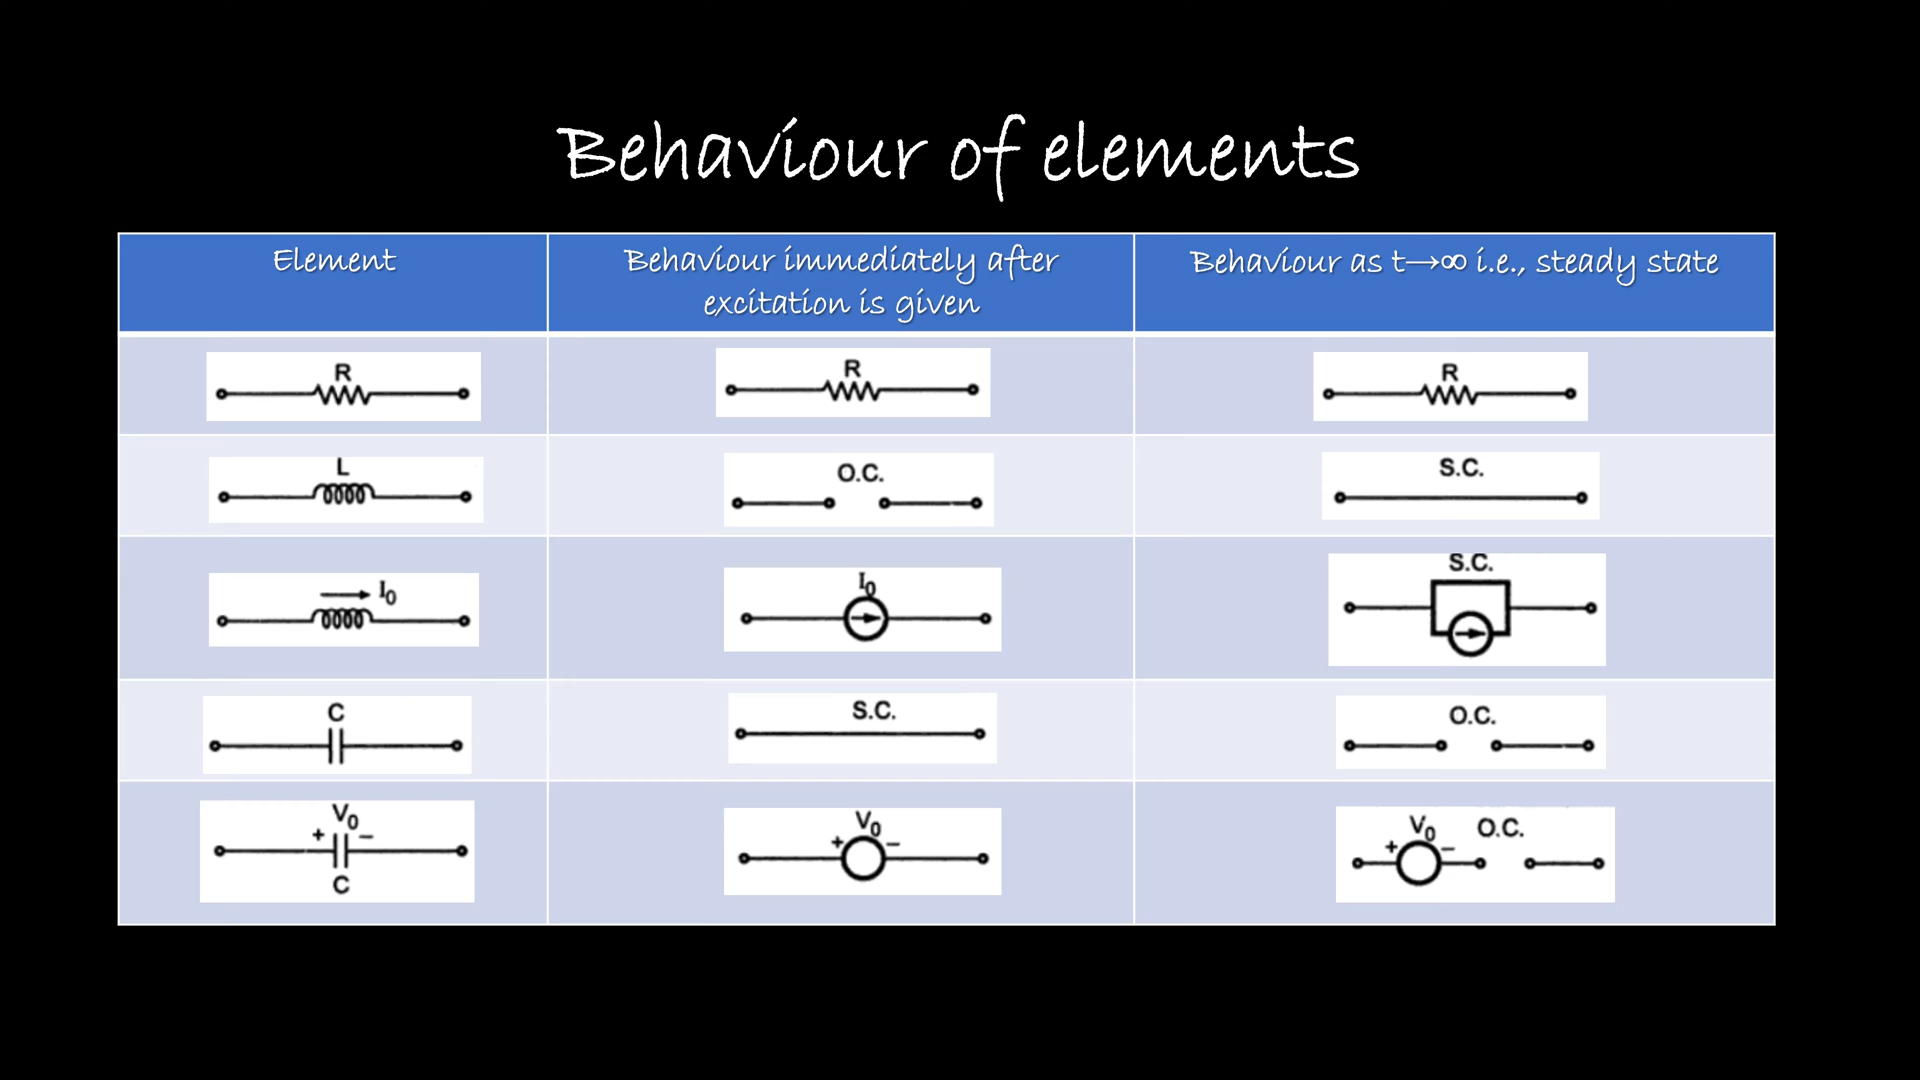 Behaviour of elements
Element
Behaviour immediately after
excitation is given
Behaviour as t→∞ i.e., steady state
R
R
R
L
O.C.
S.C.
I0
I0
S.C.
C
S.C.
O.C.
V0
+ −
C
V0
+ −
V0 O.C.
+ −